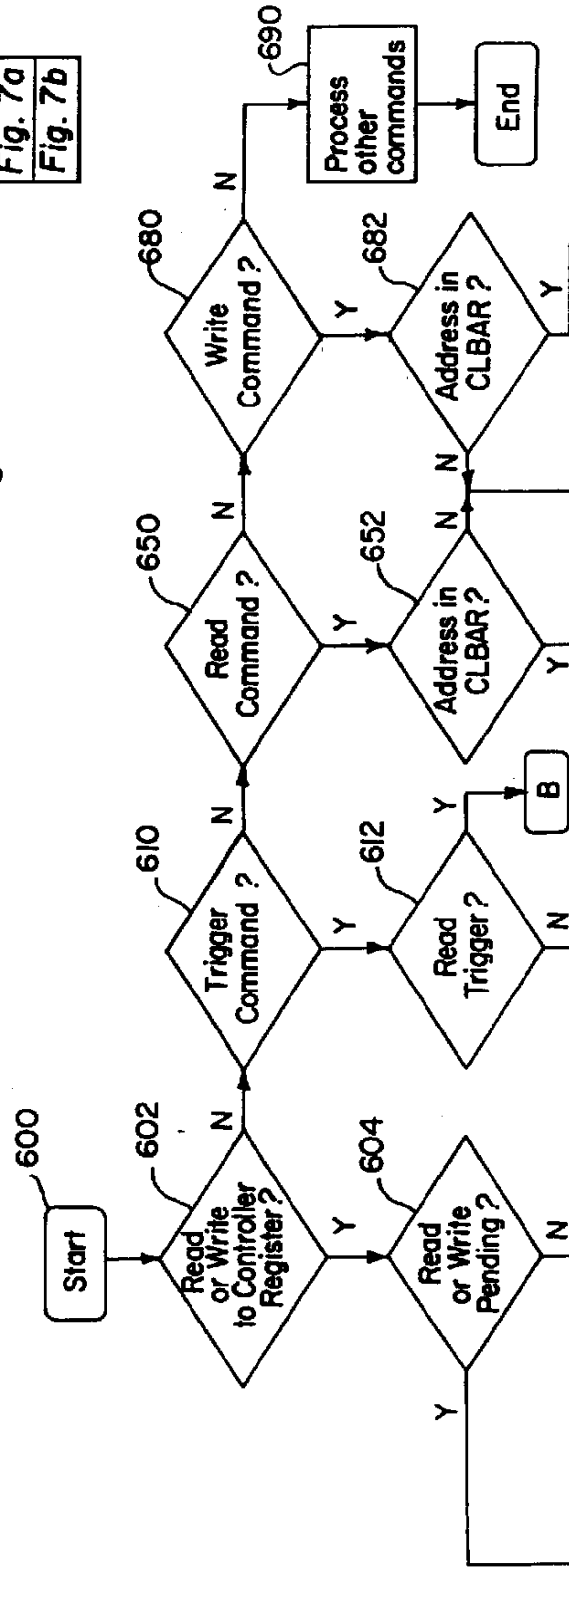 Fig. 7a
Fig. 7b
600
Start
602
Read
or Write
to Controller
Register?
N
Y
610
Trigger
Command ?
N
Y
650
Read
Command ?
N
Y
680
Write
Command ?
N
Y
690
Process
other
commands
End
604
Read
or Write
Pending ?
Y
N
612
Read
Trigger ?
Y
N
B
652
Address in
CLBAR?
N
Y
682
Address in
CLBAR ?
N
Y